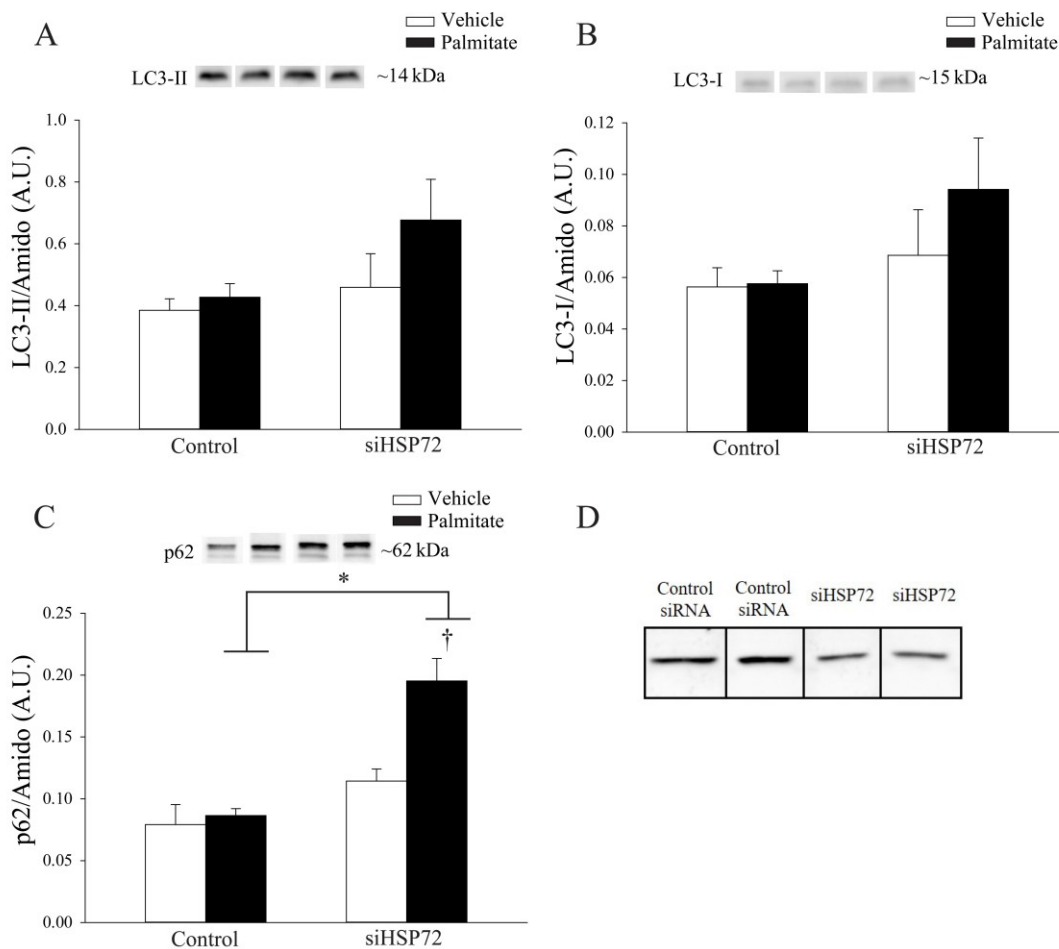 A
Vehicle
Palmitate
LC3-II
~14 kDa
LC3-II/Amido (A.U.)
1.0
0.8
0.6
0.4
0.2
0.0
Control
siHSP72
B
Vehicle
Palmitate
LC3-I
~15 kDa
LC3-I/Amido (A.U.)
0.12
0.10
0.08
0.06
0.04
0.02
0.00
Control
siHSP72
C
Vehicle
Palmitate
p62
~62 kDa
*
†
p62/Amido (A.U.)
0.25
0.20
0.15
0.10
0.05
0.00
Control
siHSP72
D
Control
siRNA
Control
siRNA
siHSP72
siHSP72